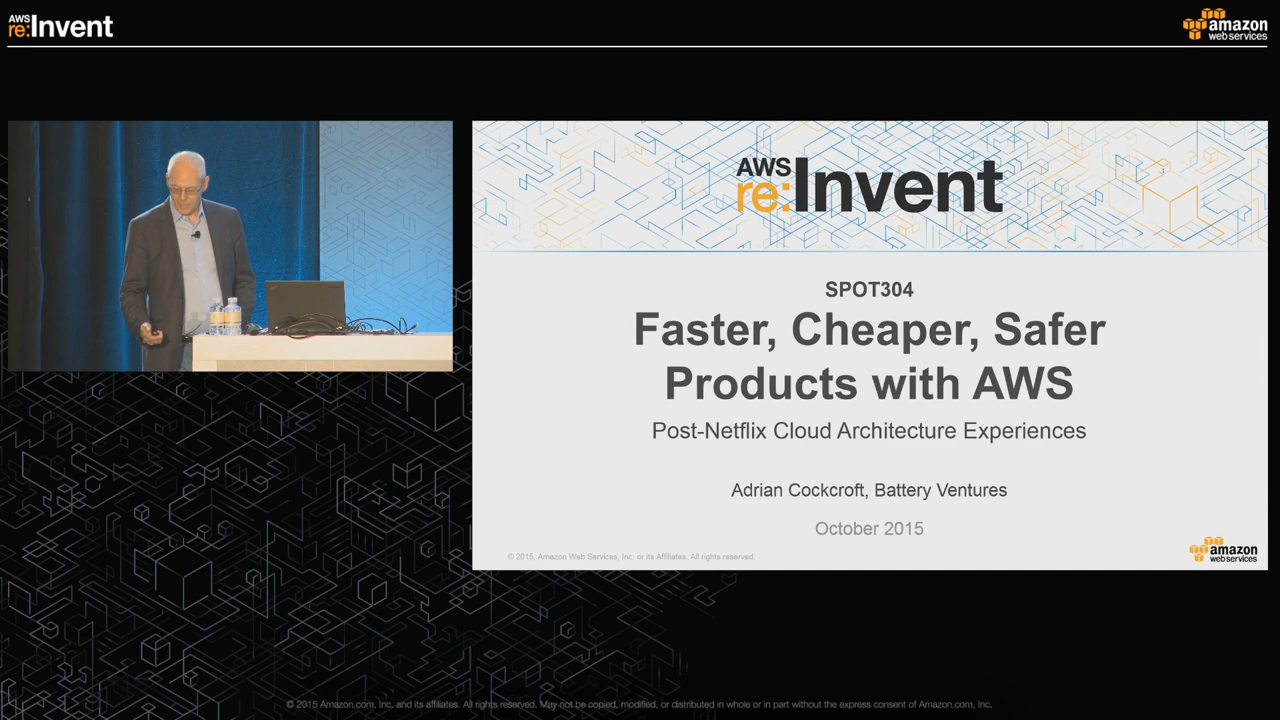 AWS
re:Invent
amazon
web services
AWS
re:Invent
SPOT304
Faster, Cheaper, Safer
Products with AWS
Post-Netflix Cloud Architecture Experiences
Adrian Cockcroft, Battery Ventures
October 2015
© 2015, Amazon Web Services, Inc. or its Affiliates. All rights reserved.
amazon
web services
© 2015 Amazon.com, Inc. and its affiliates. All rights reserved. May not be copied, modified, or distributed in whole or in part without the express consent of Amazon.com, Inc.